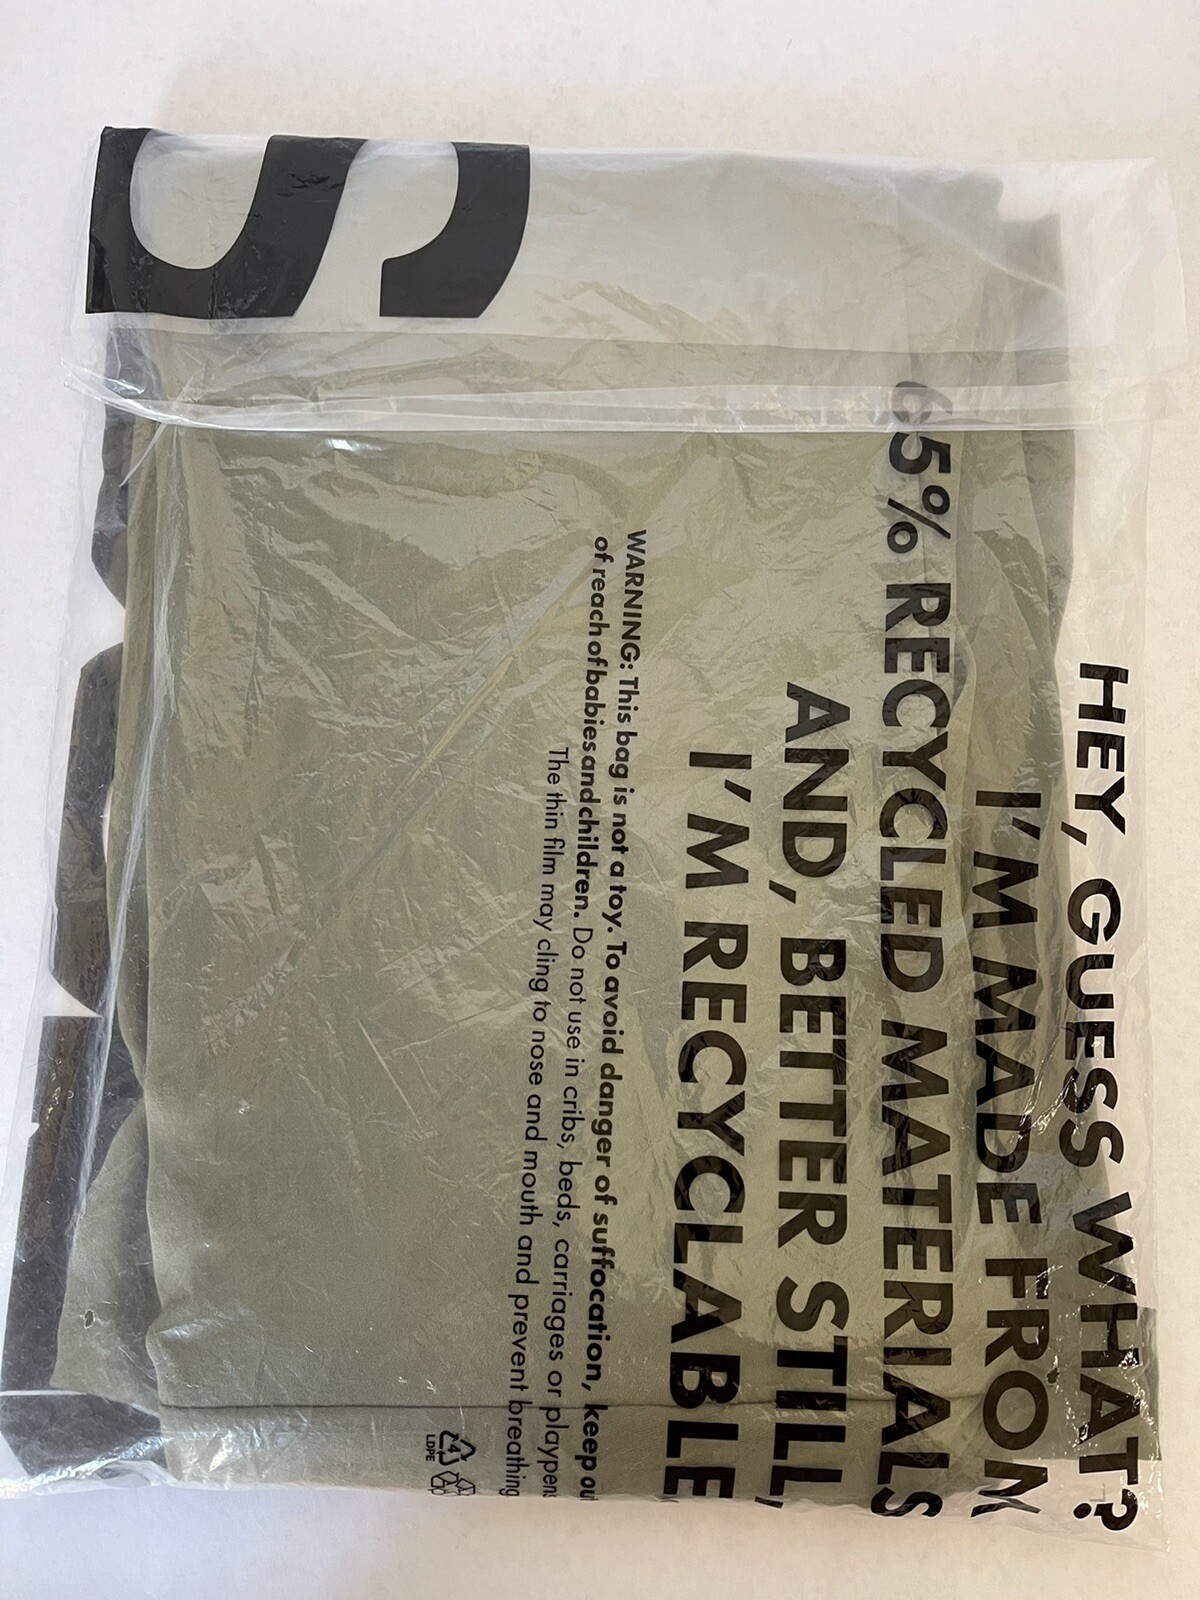 HEY, GUESS WHAT?
I'M MADE FROM
65% RECYCLED MATERIALS
AND, BETTER STILL,
I'M RECYCLABLE
WARNING: This bag is not a toy. To avoid danger of suffocation, keep ou
of reach of babies and children. Do not use in cribs, beds, carriages or playpens
The thin film may cling to nose and mouth and prevent breathing
4
LDPE
S